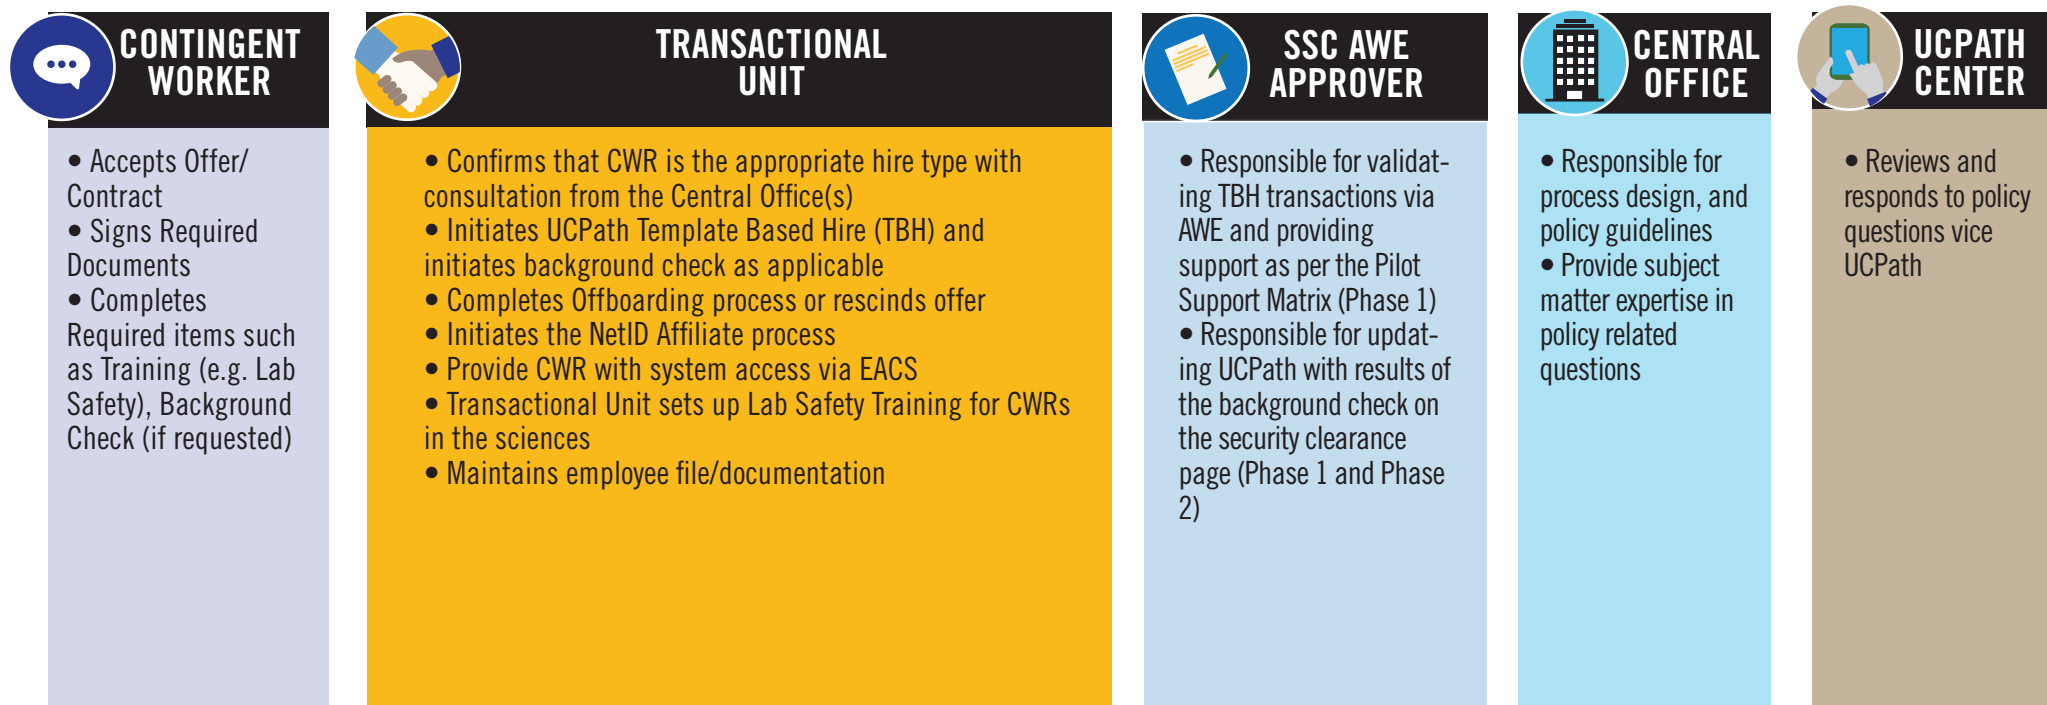 CONTINGENT
WORKER
• Accepts Offer/
Contract
• Signs Required
Documents
• Completes
Required items such
as Training (e.g. Lab
Safety), Background
Check (if requested)
TRANSACTIONAL
UNIT
• Confirms that CWR is the appropriate hire type with
consultation from the Central Office(s)
• Initiates UCPath Template Based Hire (TBH) and
initiates background check as applicable
• Completes Offboarding process or rescinds offer
• Initiates the NetID Affiliate process
• Provide CWR with system access via EACS
• Transactional Unit sets up Lab Safety Training for CWRs
in the sciences
• Maintains employee file/documentation
SSC AWE
APPROVER
• Responsible for validat-
ing TBH transactions via
AWE and providing
support as per the Pilot
Support Matrix (Phase 1)
• Responsible for updat-
ing UCPath with results of
the background check on
the security clearance
page (Phase 1 and Phase
2)
CENTRAL
OFFICE
• Responsible for
process design, and
policy guidelines
• Provide subject
matter expertise in
policy related
questions
UCPATH
CENTER
• Reviews and
responds to policy
questions vice
UCPath